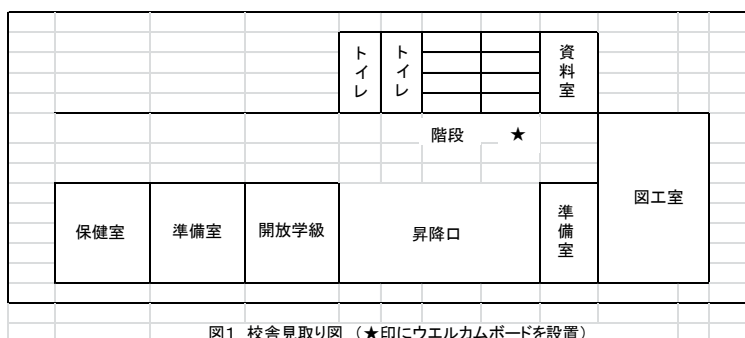 トイレ
トイレ
資料室
階段
★
図工室
保健室
準備室
開放学級
昇降口
準備室
図1 校舎見取り図 (★印にウエルカムボードを設置)